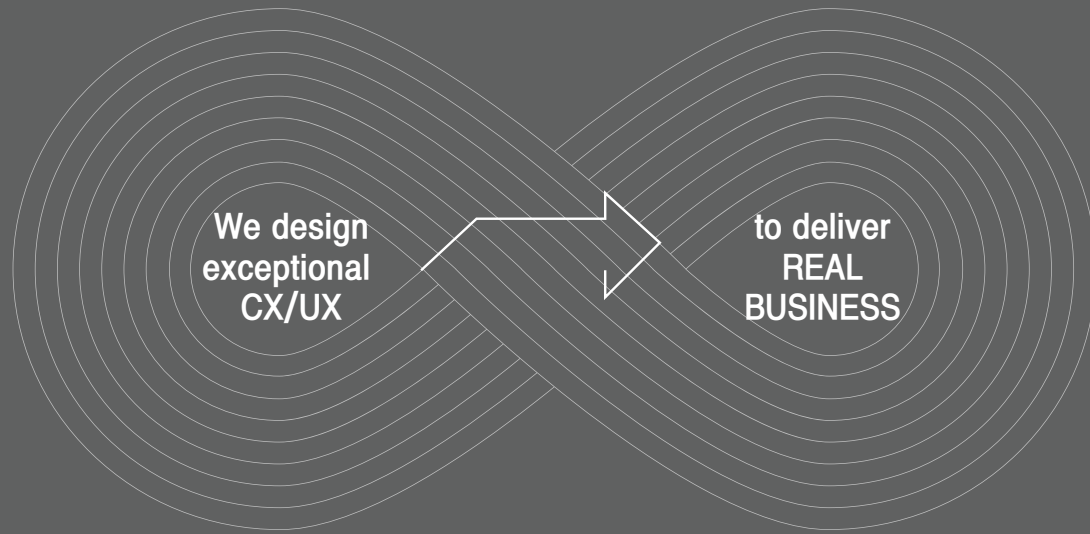 We design
exceptional
CX/UX
to deliver
REAL
BUSINESS